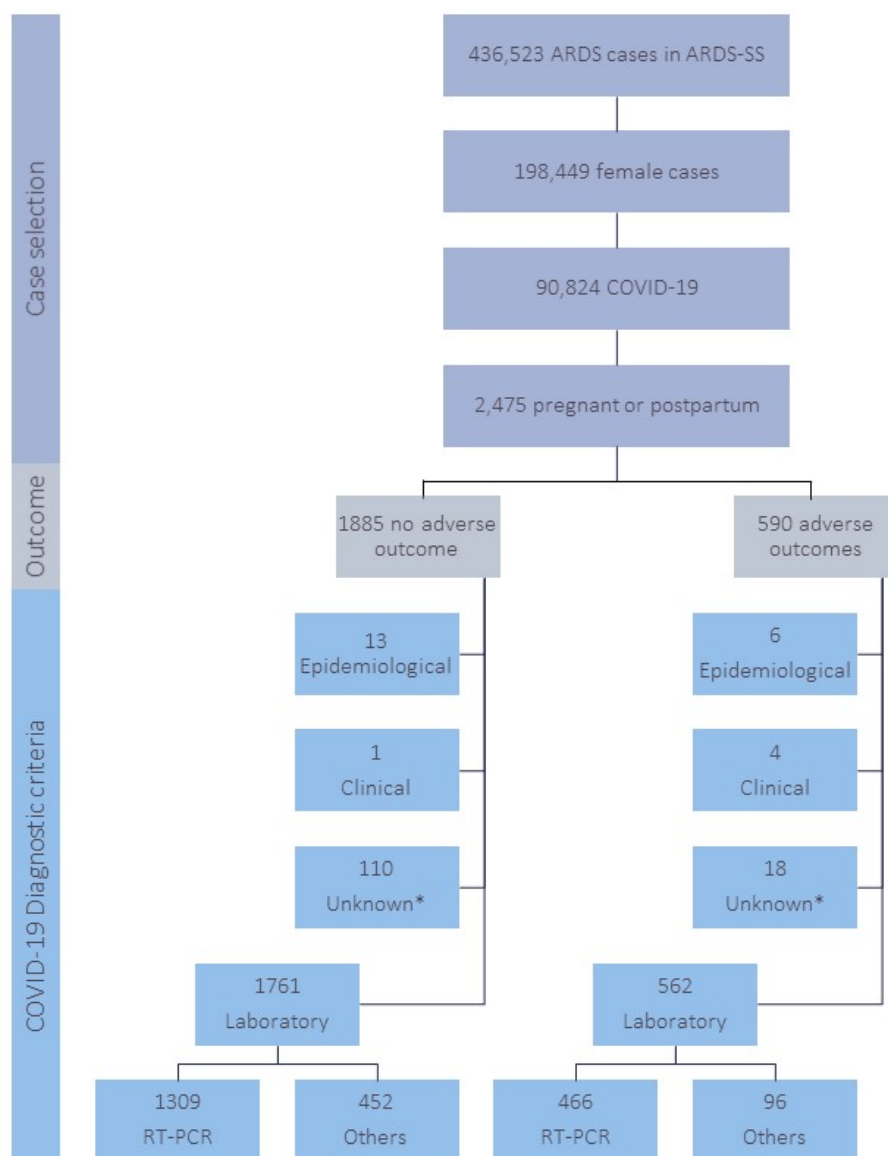 Case selection
436,523 ARDS cases in ARDS-SS
198,449 female cases
90,824 COVID-19
2,475 pregnant or postpartum
Outcome
1885 no adverse
outcome
590 adverse
outcomes
COVID-19 Diagnostic criteria
13
Epidemiological
6
Epidemiological
1
Clinical
4
Clinical
110
Unknown*
18
Unknown*
1761
Laboratory
562
Laboratory
1309
RT-PCR
452
Others
466
RT-PCR
96
Others